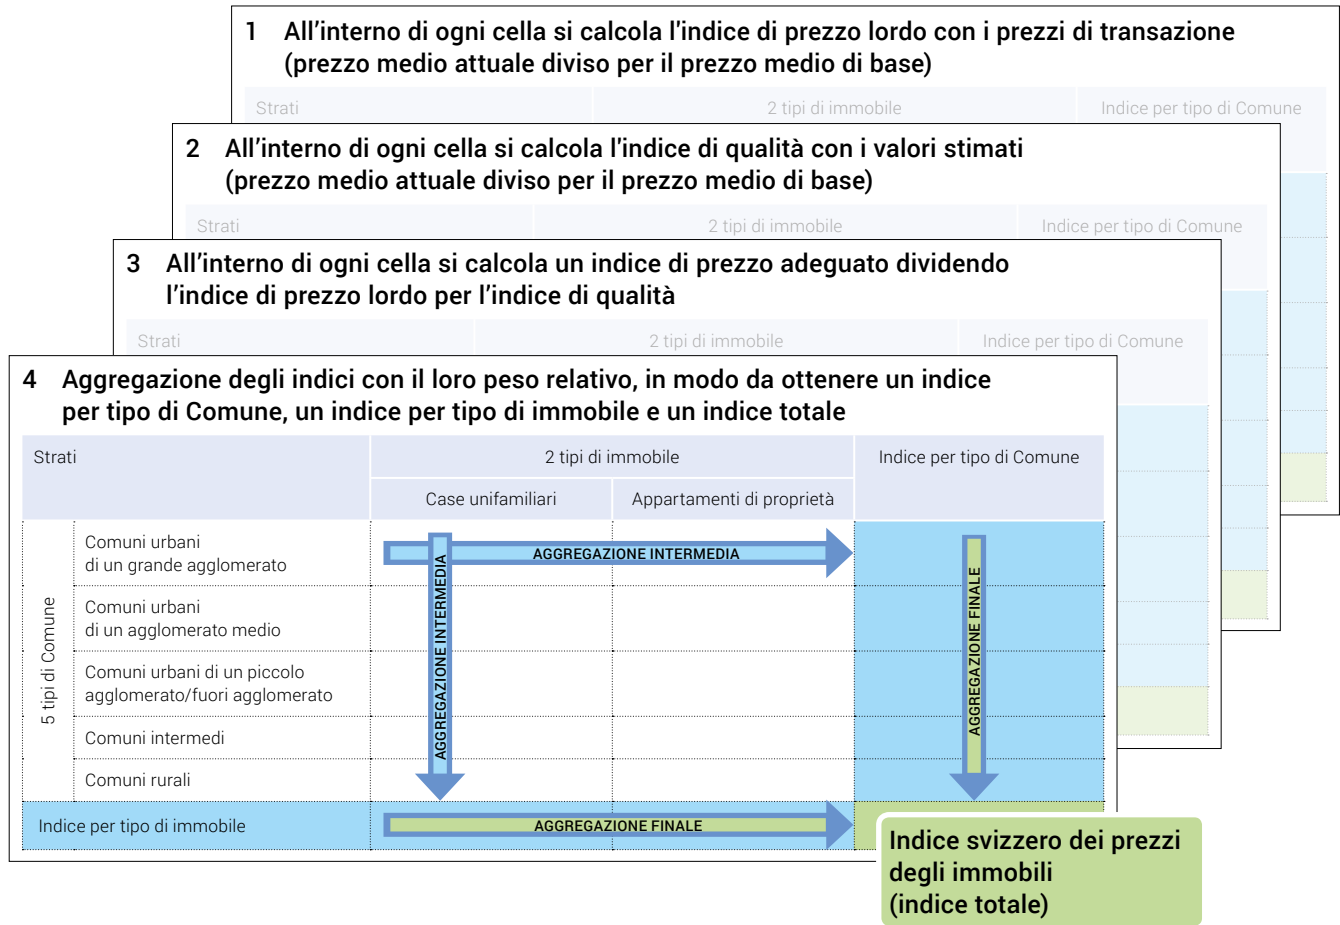 1 All’interno di ogni cella si calcola l'indice di prezzo lordo con i prezzi di transazione
(prezzo medio attuale diviso per il prezzo medio di base)
Strati 2 tipi di immobile Indice per tipo di Comune
2 All’interno di ogni cella si calcola l'indice di qualità con i valori stimati
(prezzo medio attuale diviso per il prezzo medio di base)
Strati 2 tipi di immobile Indice per tipo di Comune
3 All’interno di ogni cella si calcola un indice di prezzo adeguato dividendo
l’indice di prezzo lordo per l’indice di qualità
Strati 2 tipi di immobile Indice per tipo di Comune
4 Aggregazione degli indici con il loro peso relativo, in modo da ottenere un indice
per tipo di Comune, un indice per tipo di immobile e un indice totale
Strati 2 tipi di immobile Indice per tipo di Comune
Case unifamiliari Appartamenti di proprietà
5 tipi di Comune
Comuni urbani
di un grande agglomerato
Comuni urbani
di un agglomerato medio
Comuni urbani di un piccolo
agglomerato/fuori agglomerato
Comuni intermedi
Comuni rurali
AGGREGAZIONE INTERMEDIA
AGGREGAZIONE INTERMEDIA
AGGREGAZIONE FINALE
Indice per tipo di immobile
AGGREGAZIONE FINALE
Indice svizzero dei prezzi
degli immobili
(indice totale)